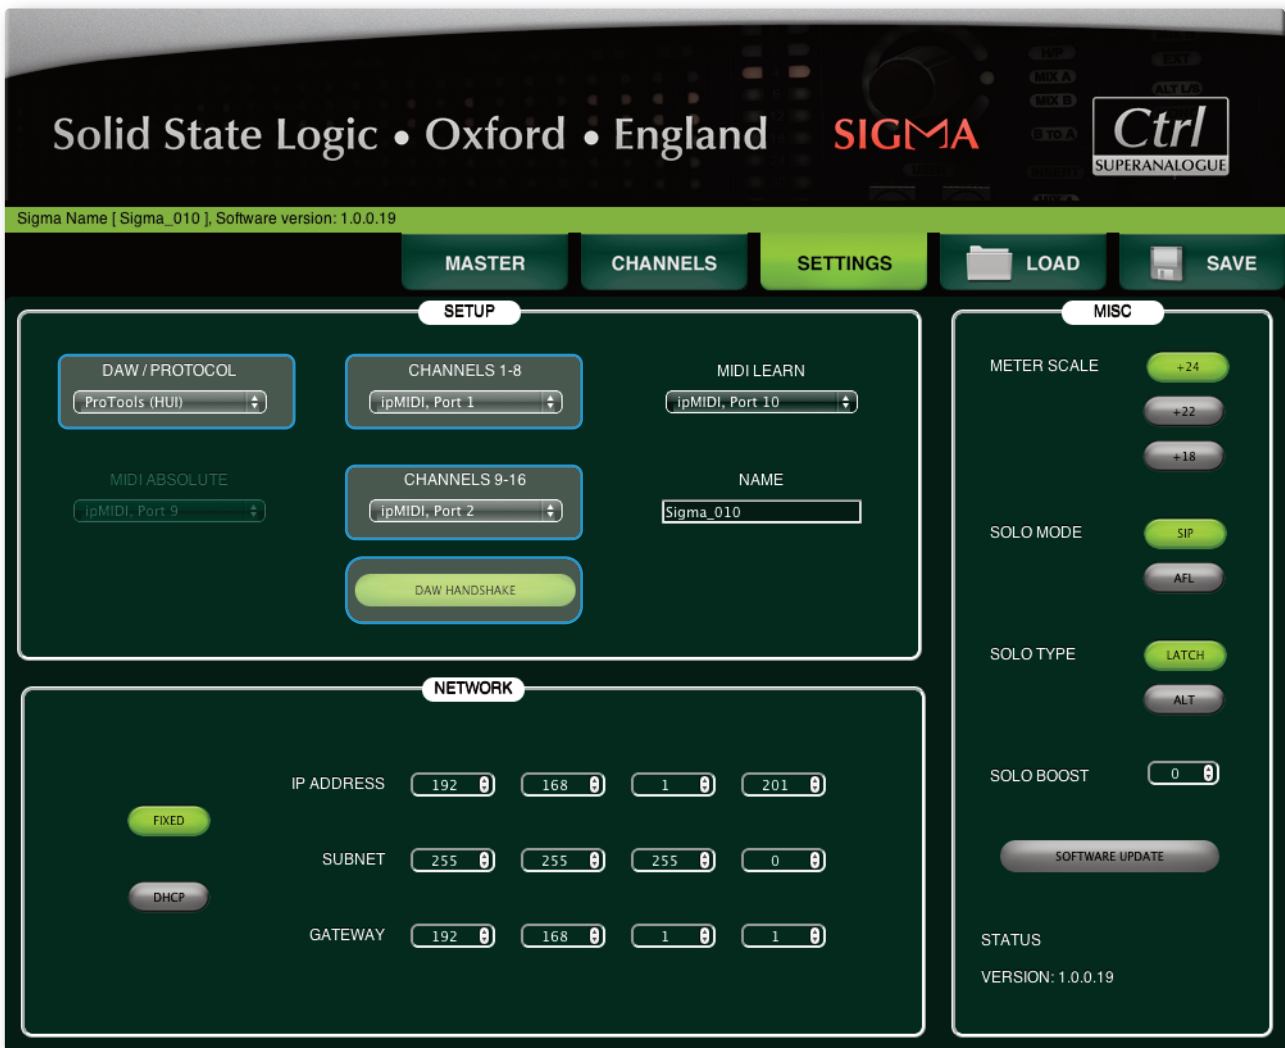 H/P
EXT
MIX A
ALT L/S
MIX B
Solid State Logic • Oxford • England
SIGMA
S TO A
Ctrl
SUPERANALOGUE
Sigma Name [ Sigma_010 ], Software version: 1.0.0.19
MASTER
CHANNELS
SETTINGS
LOAD
SAVE
SETUP
DAW / PROTOCOL
CHANNELS 1-8
MIDI LEARN
ProTools (HUI)
ipMIDI, Port 1
ipMIDI, Port 10
MIDI ABSOLUTE
CHANNELS 9-16
NAME
ipMIDI, Port 9
ipMIDI, Port 2
Sigma_010
DAW HANDSHAKE
NETWORK
IP ADDRESS 192 168 1 201
FIXED
SUBNET 255 255 255 0
DHCP
GATEWAY 192 168 1 1
MISC
METER SCALE +24
+22
+18
SOLO MODE SIP
AFL
SOLO TYPE LATCH
ALT
SOLO BOOST 0
SOFTWARE UPDATE
STATUS
VERSION: 1.0.0.19